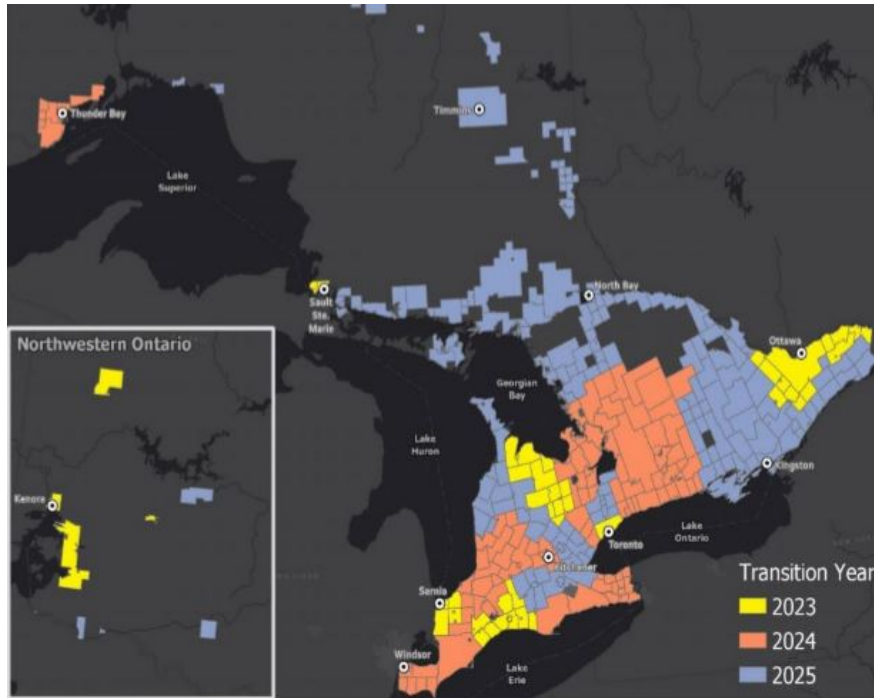 Thunder Bay
Timmins
Lake
Superior
Sault
Ste.
Marie
North Bay
Northwestern Ontario
Ottawa
Georgian
Bay
Lake
Huron
Kenora
Kingston
Lake
Ontario
Toronto
Kitchener
Sarnia
Windsor
Lake
Erie
Transition Year
2023
2024
2025